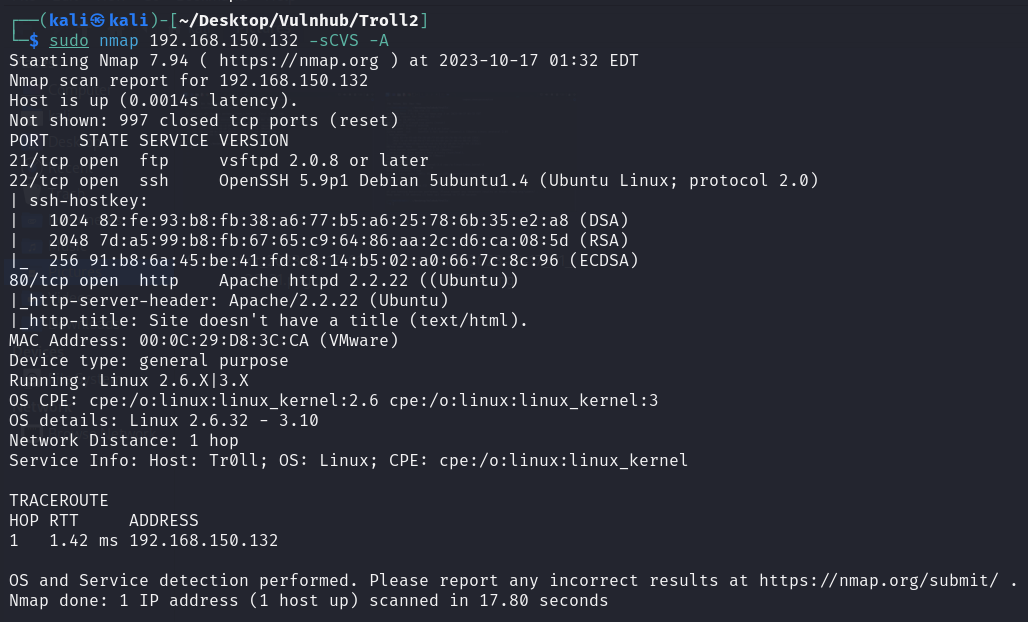 ┌──(kali㉿kali)-[~/Desktop/Vulnhub/Troll2]
└─$ sudo nmap 192.168.150.132 -sCVS -A
Starting Nmap 7.94 ( https://nmap.org ) at 2023-10-17 01:32 EDT
Nmap scan report for 192.168.150.132
Host is up (0.0014s latency).
Not shown: 997 closed tcp ports (reset)
PORT   STATE SERVICE VERSION
21/tcp open  ftp     vsftpd 2.0.8 or later
22/tcp open  ssh     OpenSSH 5.9p1 Debian 5ubuntu1.4 (Ubuntu Linux; protocol 2.0)
| ssh-hostkey:
|   1024 82:fe:93:b8:fb:38:a6:77:b5:a6:25:78:6b:35:e2:a8 (DSA)
|   2048 7d:a5:99:b8:fb:67:65:c9:64:86:aa:2c:d6:ca:08:5d (RSA)
|_  256 91:b8:6a:45:be:41:fd:c8:14:b5:02:a0:66:7c:8c:96 (ECDSA)
80/tcp open  http    Apache httpd 2.2.22 ((Ubuntu))
|_http-server-header: Apache/2.2.22 (Ubuntu)
|_http-title: Site doesn't have a title (text/html).
MAC Address: 00:0C:29:D8:3C:CA (VMware)
Device type: general purpose
Running: Linux 2.6.X|3.X
OS CPE: cpe:/o:linux:linux_kernel:2.6 cpe:/o:linux:linux_kernel:3
OS details: Linux 2.6.32 - 3.10
Network Distance: 1 hop
Service Info: Host: Tr0ll; OS: Linux; CPE: cpe:/o:linux:linux_kernel

TRACEROUTE
HOP RTT     ADDRESS
1   1.42 ms 192.168.150.132

OS and Service detection performed. Please report any incorrect results at https://nmap.org/submit/ .
Nmap done: 1 IP address (1 host up) scanned in 17.80 seconds